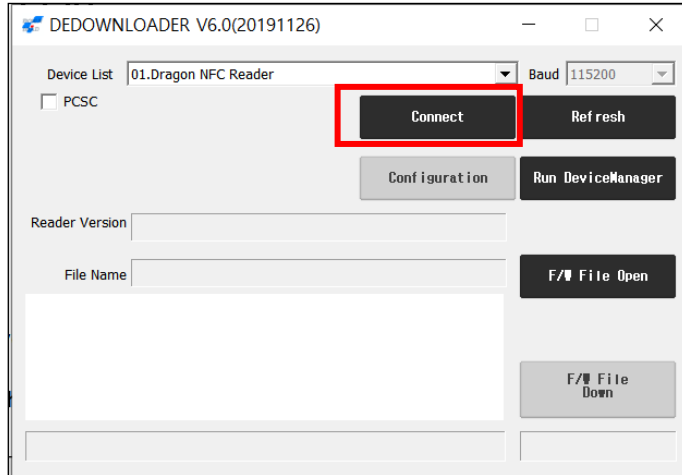 DEDOWNLOADER V6.0(20191126)
Device List 01.Dragon NFC Reader Baud 115200
PCSC
Connect Refresh
Configuration Run DeviceManager
Reader Version
File Name F/W File Open
F/W File
Down